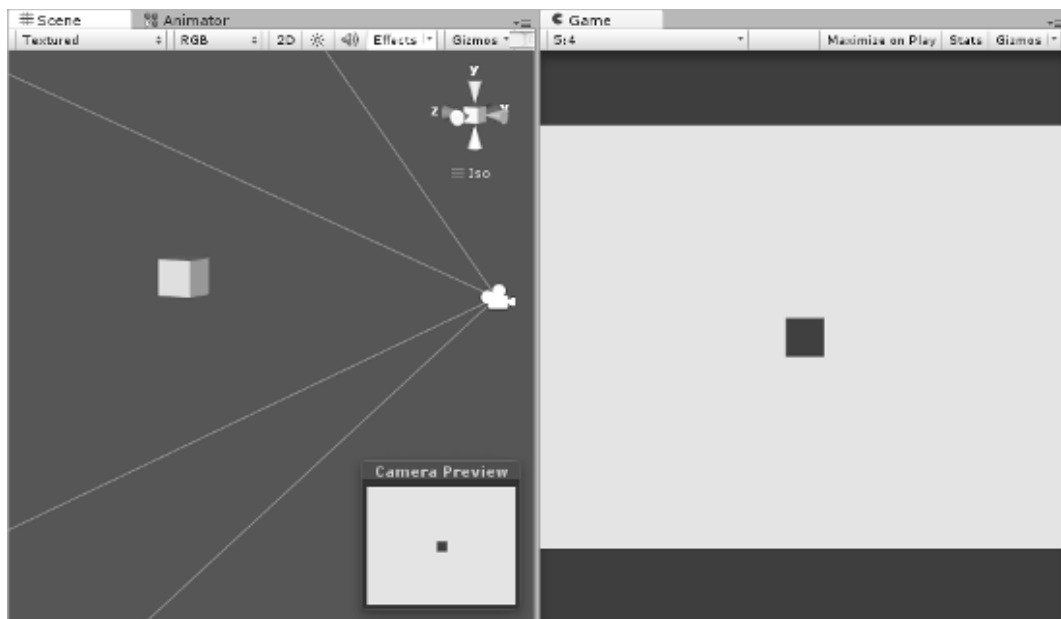 Scene Animator
Textured RGB 2D Effects Gizmos
y
z
Iso
Camera Preview
Game
5:4 Maximize on Play Stats Gizmos